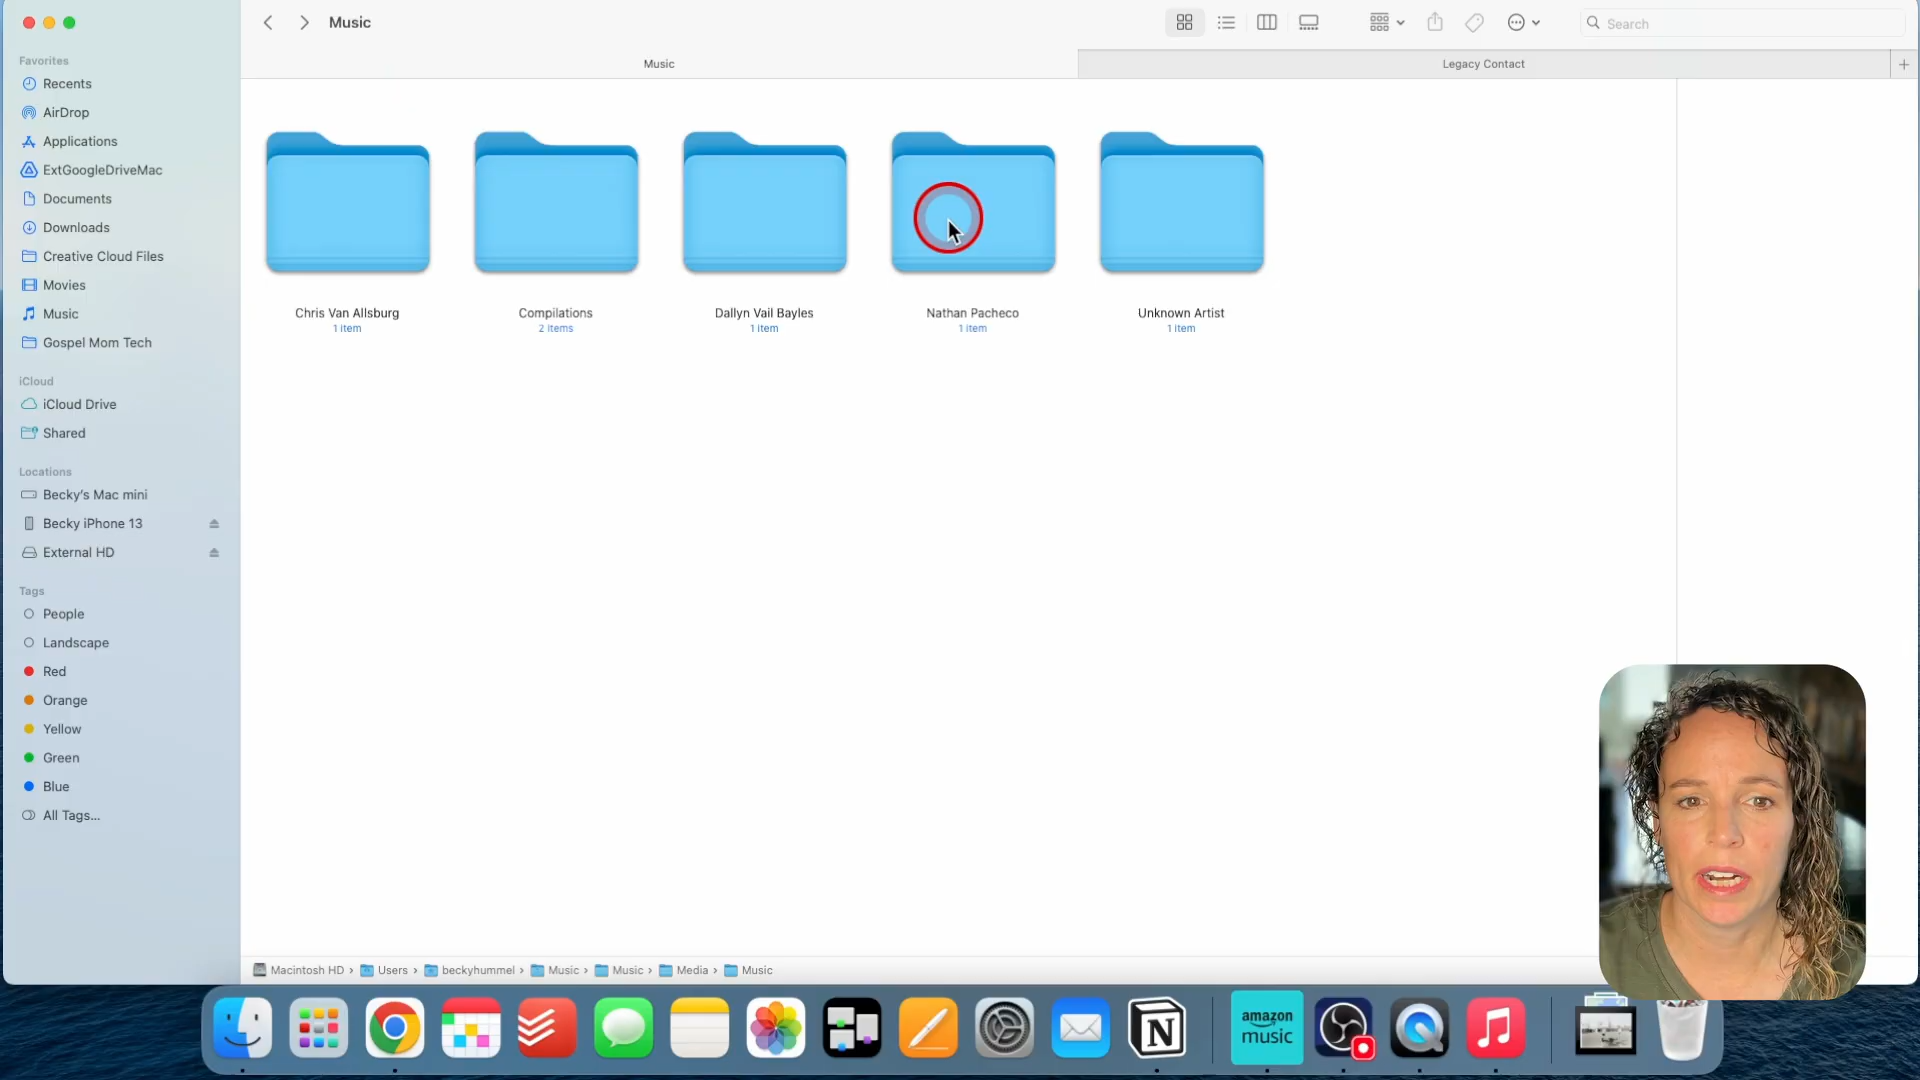 Music
Search
Music
Legacy Contact
Favorites
Recents
AirDrop
Applications
ExtGoogleDriveMac
Documents
Downloads
Creative Cloud Files
Movies
Music
Gospel Mom Tech
iCloud
iCloud Drive
Shared
Locations
Becky's Mac mini
Becky iPhone 13
External HD
Tags
People
Landscape
Red
Orange
Yellow
Green
Blue
All Tags...
Chris Van Allsburg
1 item
Compilations
2 items
Dallyn Vail Bayles
1 item
Nathan Pacheco
1 item
Unknown Artist
1 item
Macintosh HD › Users › beckyhummel › Music › Music › Media › Music
amazon
music